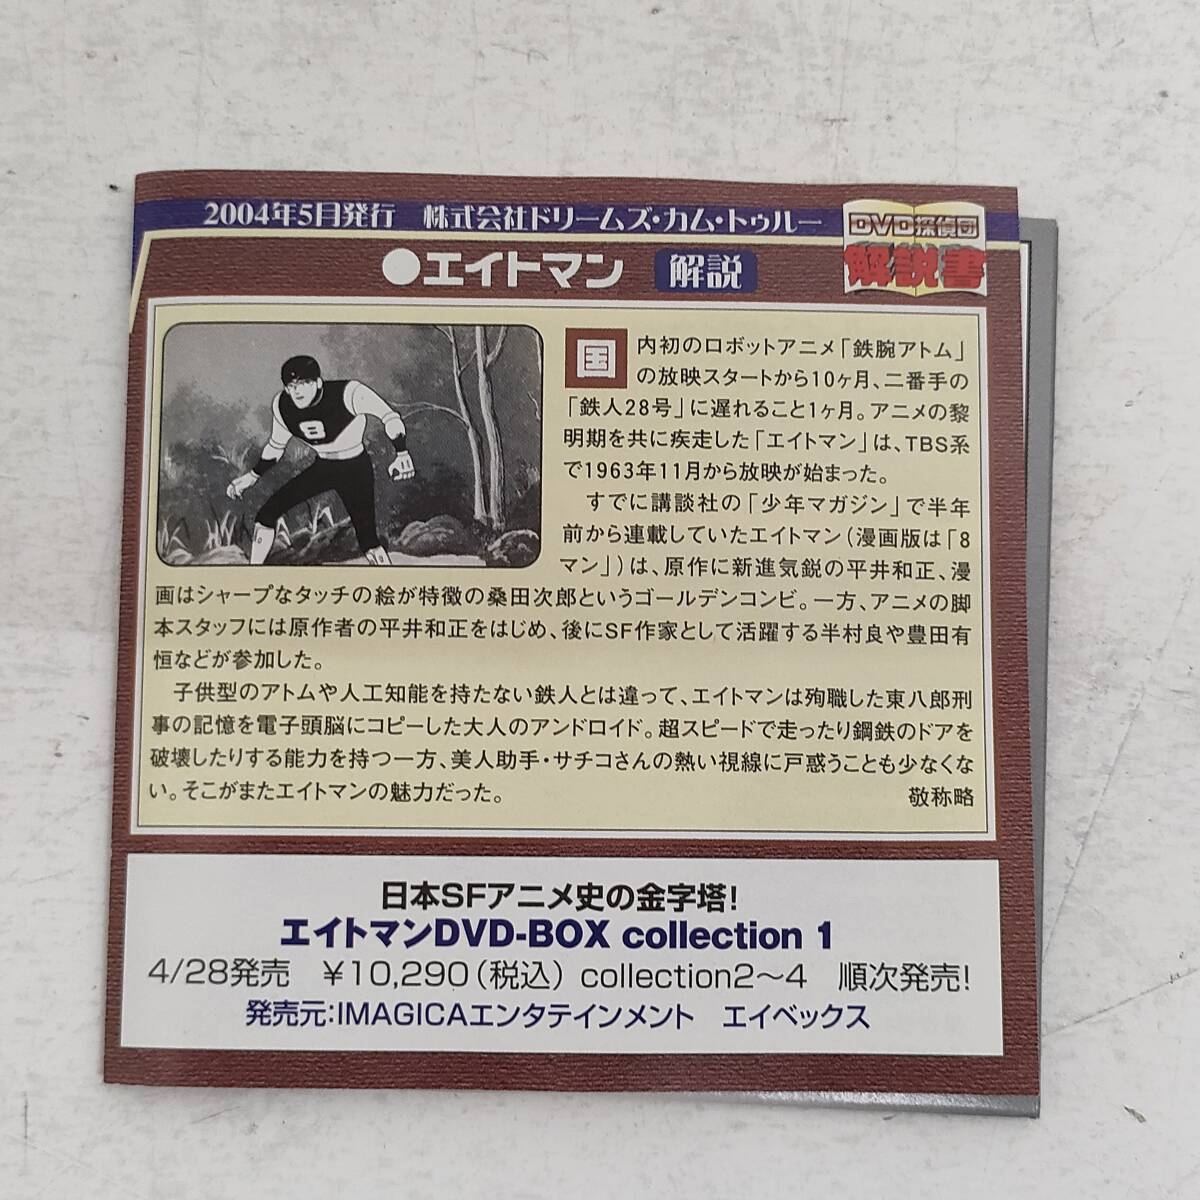 2004年5月発行 株式会社ドリームズ・カム・トゥルー
DVD探偵団
解説書
●エイトマン 解説
8
国内初のロボットアニメ「鉄腕アトム」
の放映スタートから10ヶ月、二番手の
「鉄人28号」に遅れること1ヶ月。アニメの黎
明期を共に疾走した「エイトマン」は、TBS系
で1963年11月から放映が始まった。
すでに講談社の「少年マガジン」で半年
前から連載していたエイトマン(漫画版は「8
マン」)は、原作に新進気鋭の平井和正、漫
画はシャープなタッチの絵が特徴の桑田次郎というゴールデンコンビ。一方、アニメの脚
本スタッフには原作者の平井和正をはじめ、後にSF作家として活躍する半村良や豊田有
恒などが参加した。
子供型のアトムや人工知能を持たない鉄人とは違って、エイトマンは殉職した東八郎刑
事の記憶を電子頭脳にコピーした大人のアンドロイド。超スピードで走ったり鋼鉄のドアを
破壊したりする能力を持つ一方、美人助手・サチコさんの熱い視線に戸惑うことも少なくな
い。そこがまたエイトマンの魅力だった。 敬称略
日本SFアニメ史の金字塔!
エイトマンDVD-BOX collection 1
4/28発売 ¥10,290(税込) collection2〜4 順次発売!
発売元:IMAGICAエンタテインメント エイベックス